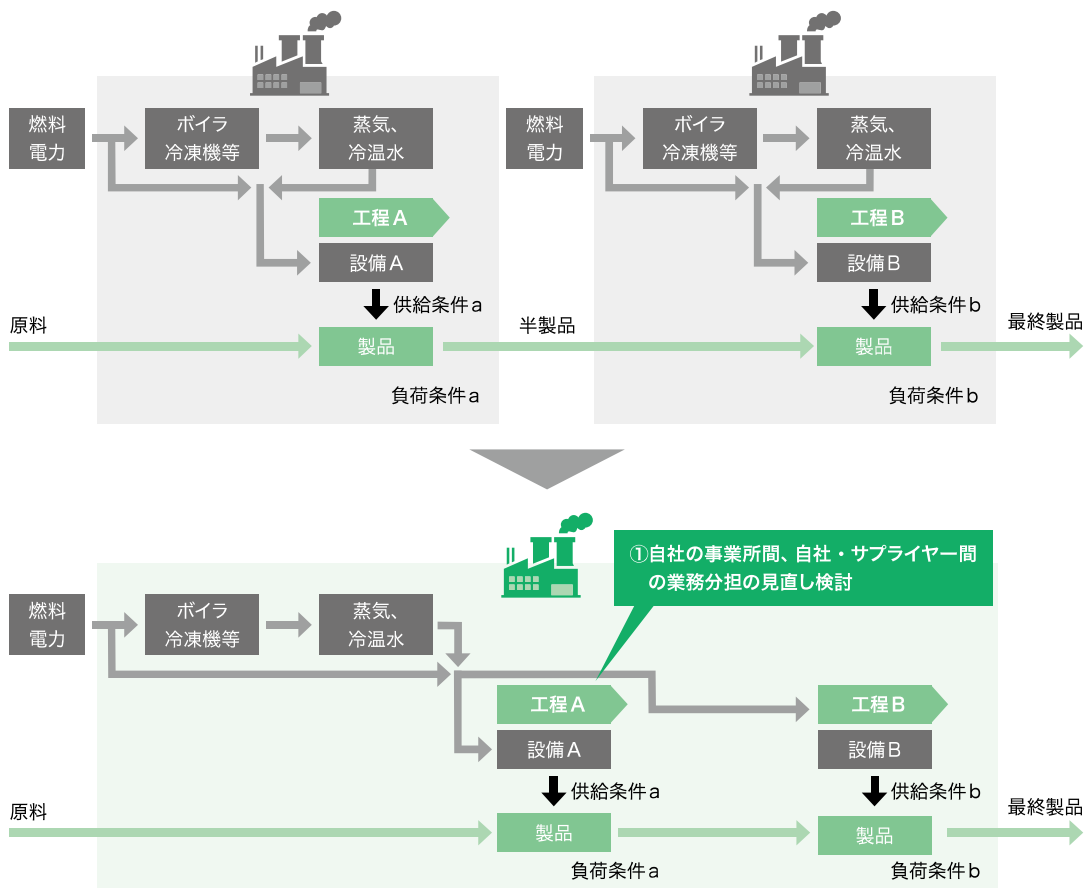 燃料
電力
ボイラ
冷凍機等
蒸気、
冷温水
工程A
設備A
供給条件a
原料
製品
負荷条件a
半製品
燃料
電力
ボイラ
冷凍機等
蒸気、
冷温水
工程B
設備B
供給条件b
製品
最終製品
負荷条件b
①自社の事業所間、自社・サプライヤー間
の業務分担の見直し検討
燃料
電力
ボイラ
冷凍機等
蒸気、
冷温水
工程A
設備A
供給条件a
工程B
設備B
供給条件b
原料
製品
負荷条件a
製品
負荷条件b
最終製品